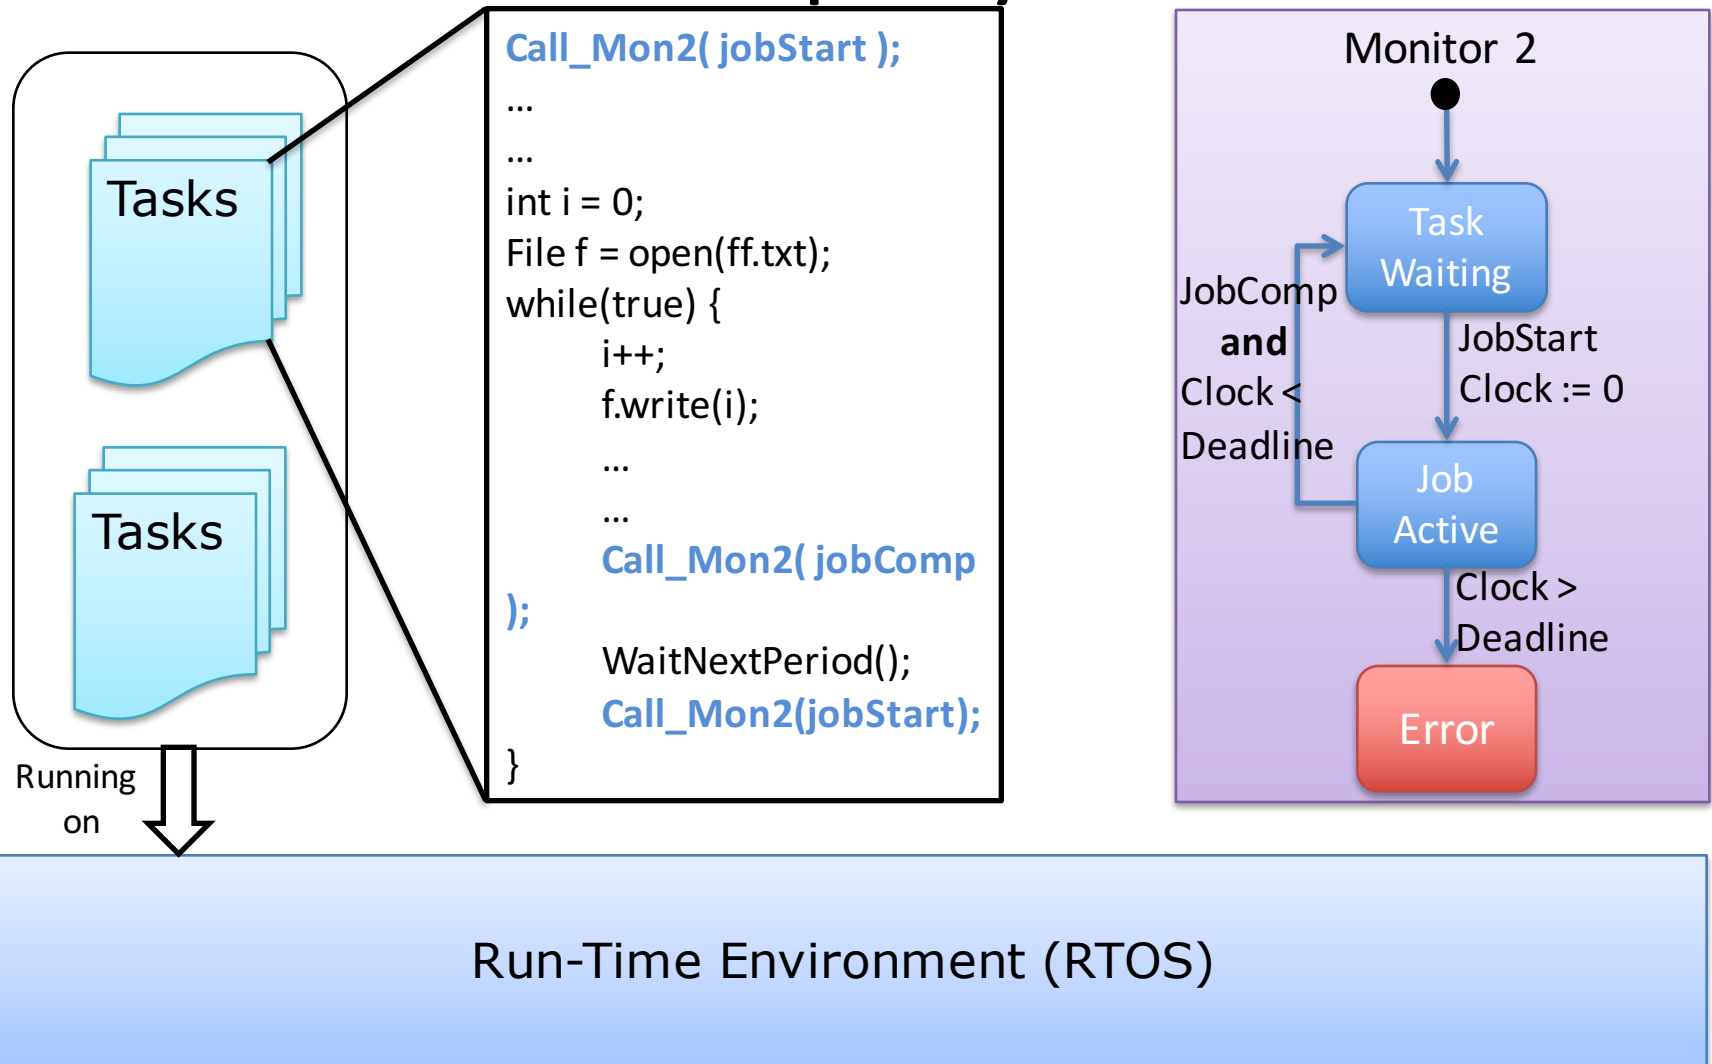 Tasks
Tasks
Running
on
Call_Mon2( jobStart );
...
...
int i = 0;
File f = open(ff.txt);
while(true) {
i++;
f.write(i);
...
...
Call_Mon2( jobComp
);
WaitNextPeriod();
Call_Mon2(jobStart);
}
Monitor 2
Task
Waiting
JobComp
and
Clock <
Deadline
JobStart
Clock := 0
Job
Active
Clock >
Deadline
Error
Run-Time Environment (RTOS)